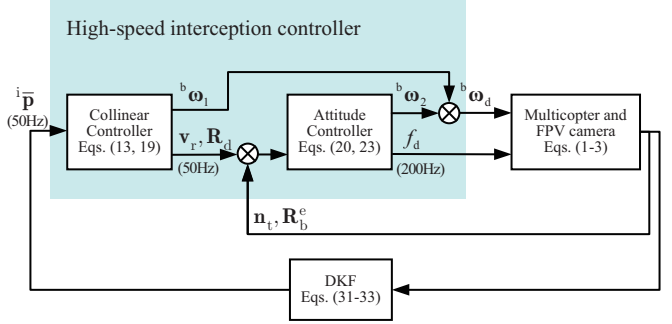 High-speed interception controller
ⁱp̄
(50Hz)
Collinear
Controller
Eqs. (13, 19)
ᵇω₁
v_r, R_d
(50Hz)
Attitude
Controller
Eqs. (20, 23)
ᵇω₂
f_d
(200Hz)
ᵇω_d
Multicopter and
FPV camera
Eqs. (1-3)
n_t, R_b^e
DKF
Eqs. (31-33)